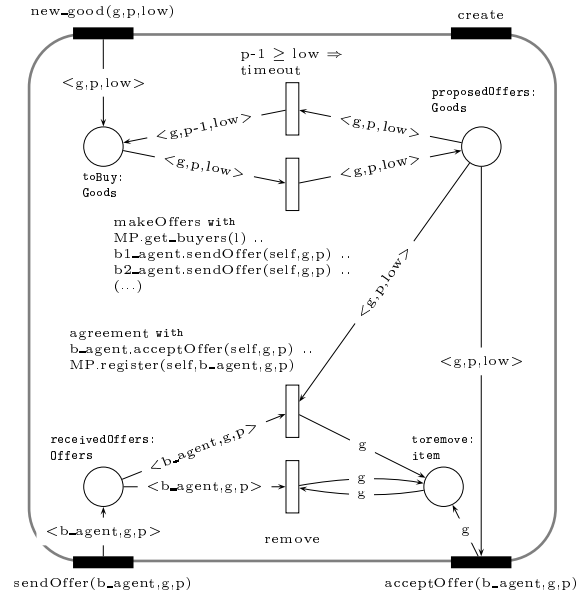 new_good(g,p,low)
create
p-1 ≥ low ⇒
timeout
<g,p,low>
proposedOffers:
Goods
<g,p-1,low>
<g,p,low>
<g,p,low>
<g,p,low>
toBuy:
Goods
makeOffers with
MP.get_buyers(l) ..
b1_agent.sendOffer(self,g,p) ..
b2_agent.sendOffer(self,g,p) ..
(...)
<g,p,low>
agreement with
b_agent.acceptOffer(self,g,p) ..
MP.register(self,b_agent,g,p)
<g,p,low>
receivedOffers:
Offers
<b_agent,g,p>
g
toremove:
item
<b_agent,g,p>
g
g
<b_agent,g,p>
g
remove
sendOffer(b_agent,g,p)
acceptOffer(b_agent,g,p)